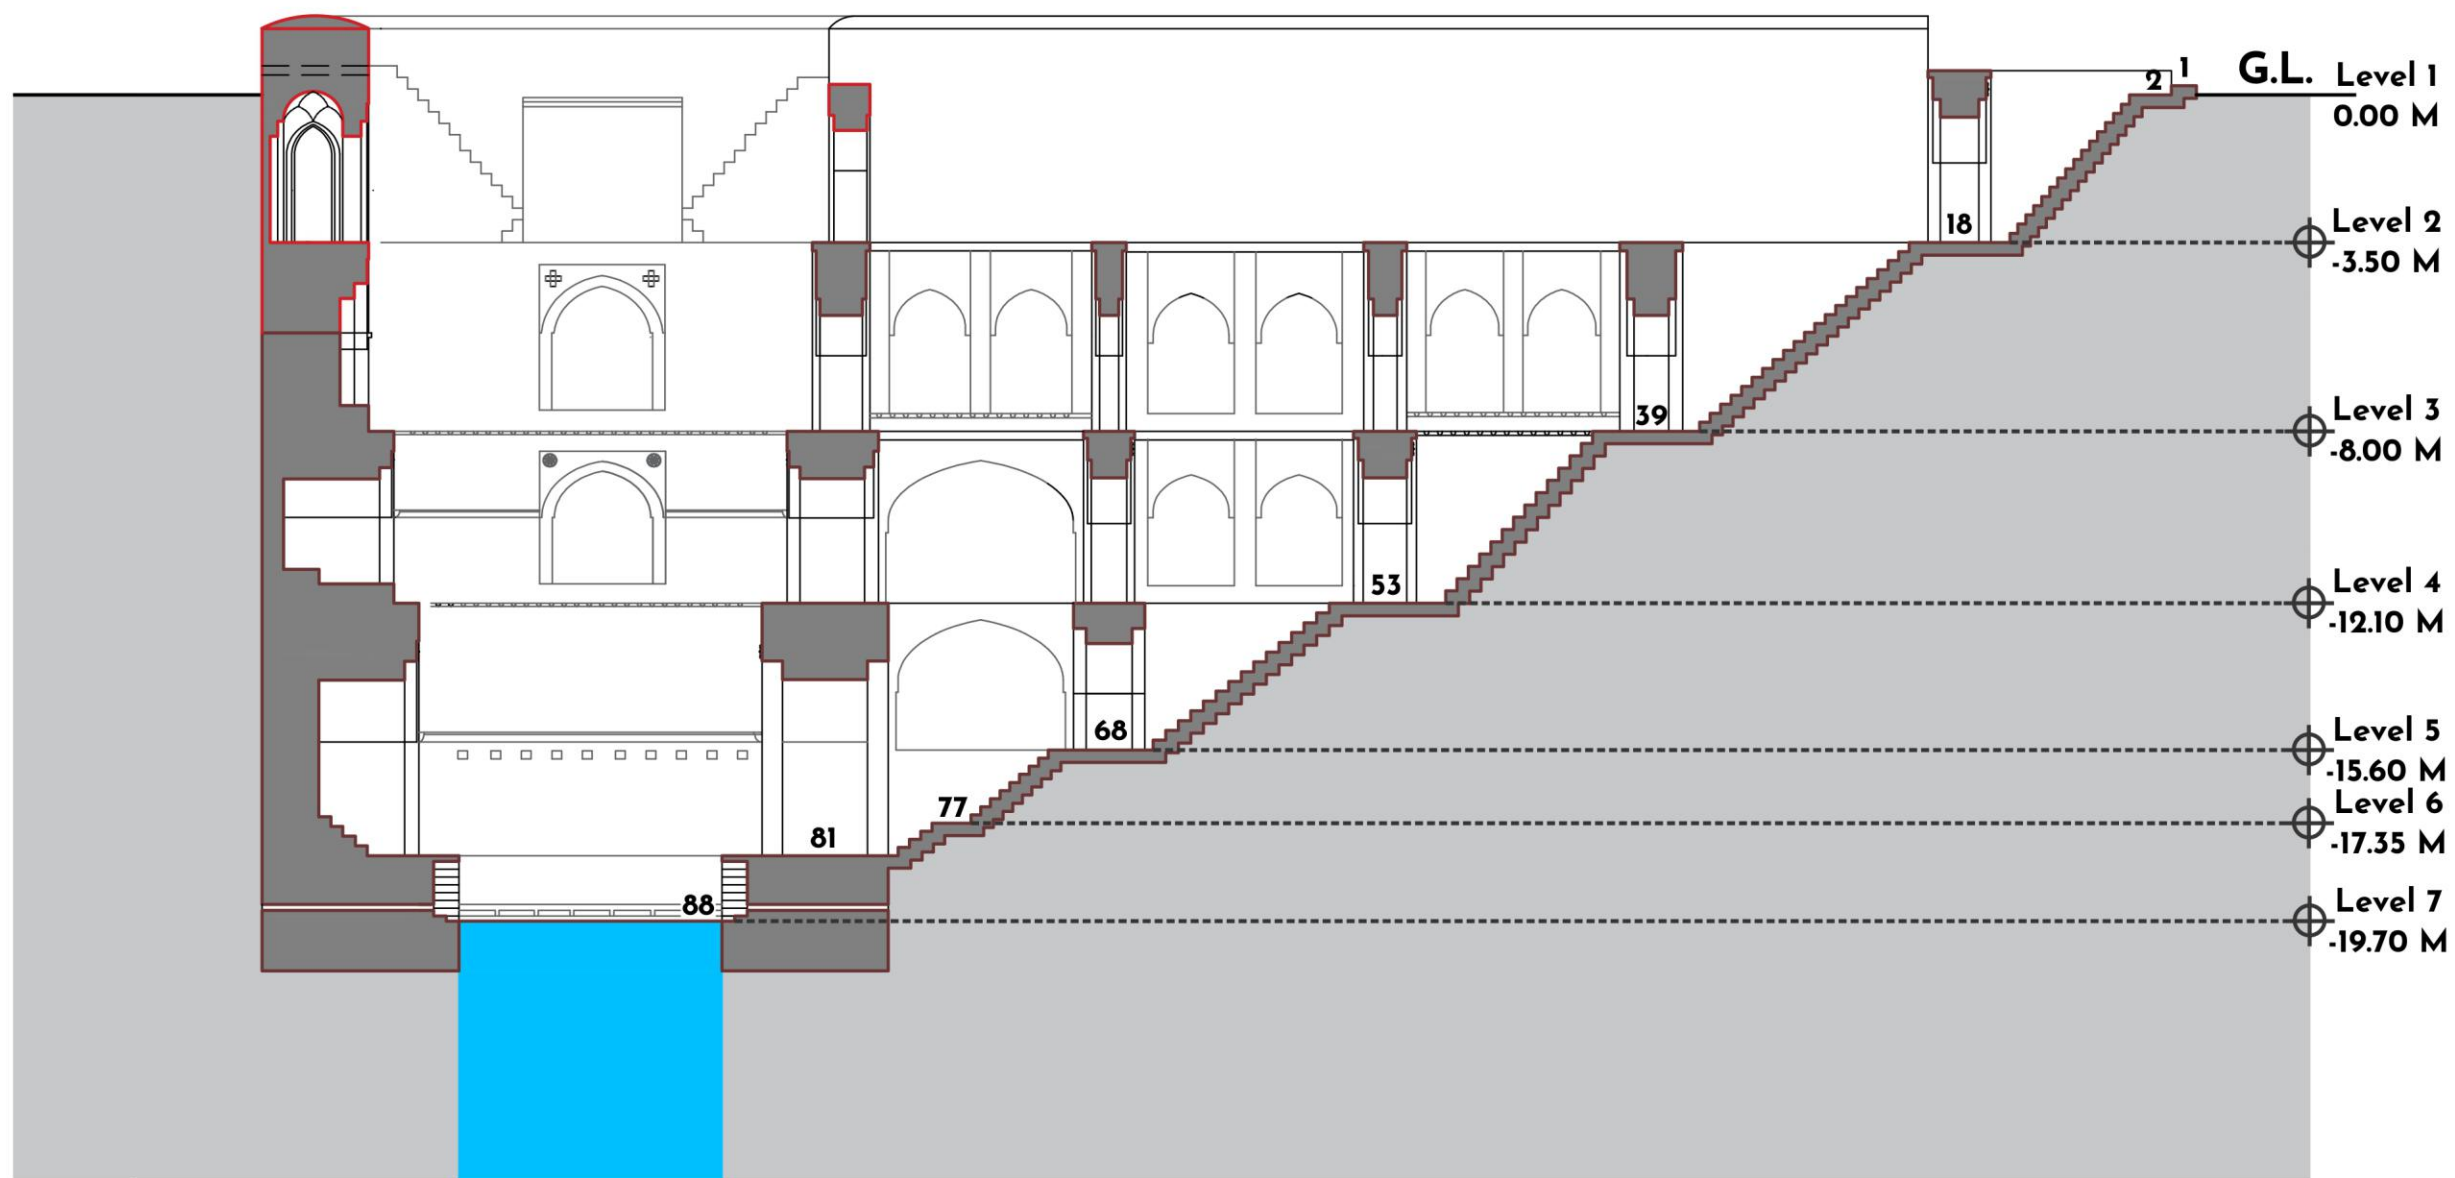 1
2
G.L.
Level 1
0.00 M
18
Level 2
-3.50 M
39
Level 3
-8.00 M
53
Level 4
-12.10 M
68
Level 5
-15.60 M
77
Level 6
-17.35 M
81
88
Level 7
-19.70 M